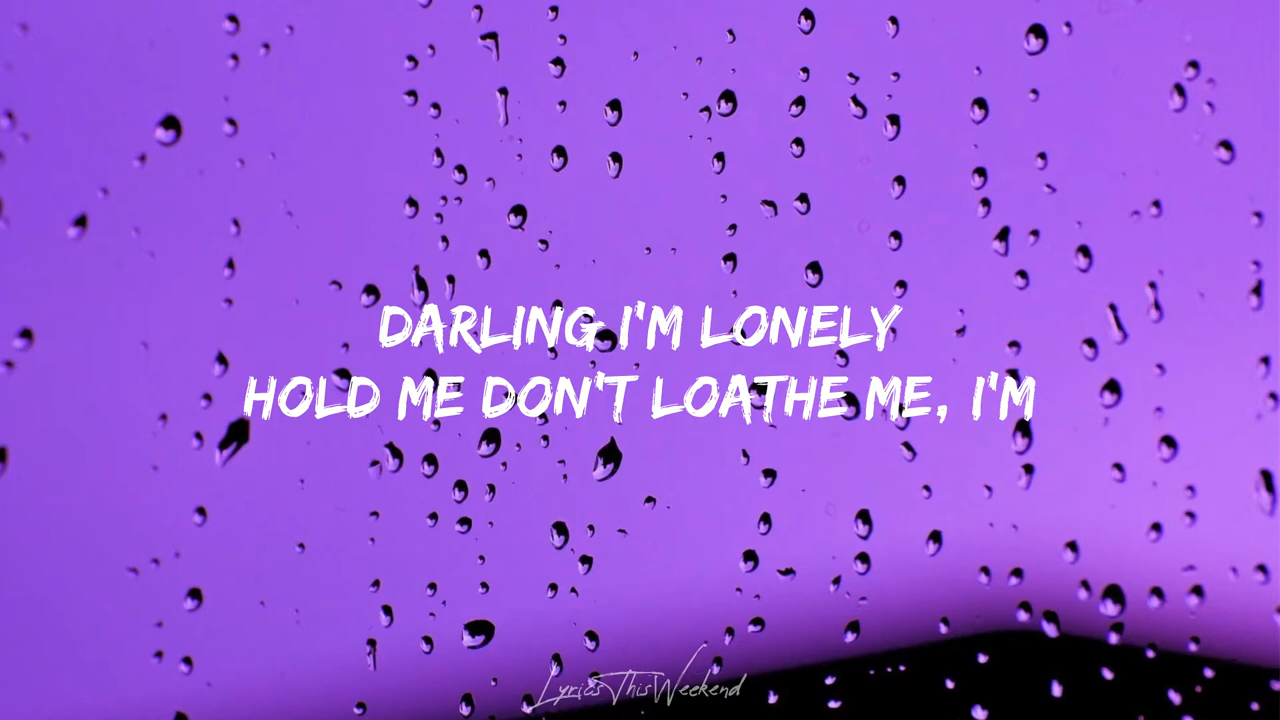 DARLING I'M LONELY
HOLD ME DON'T LOATHE ME, I'M
LyricsThisWeekend